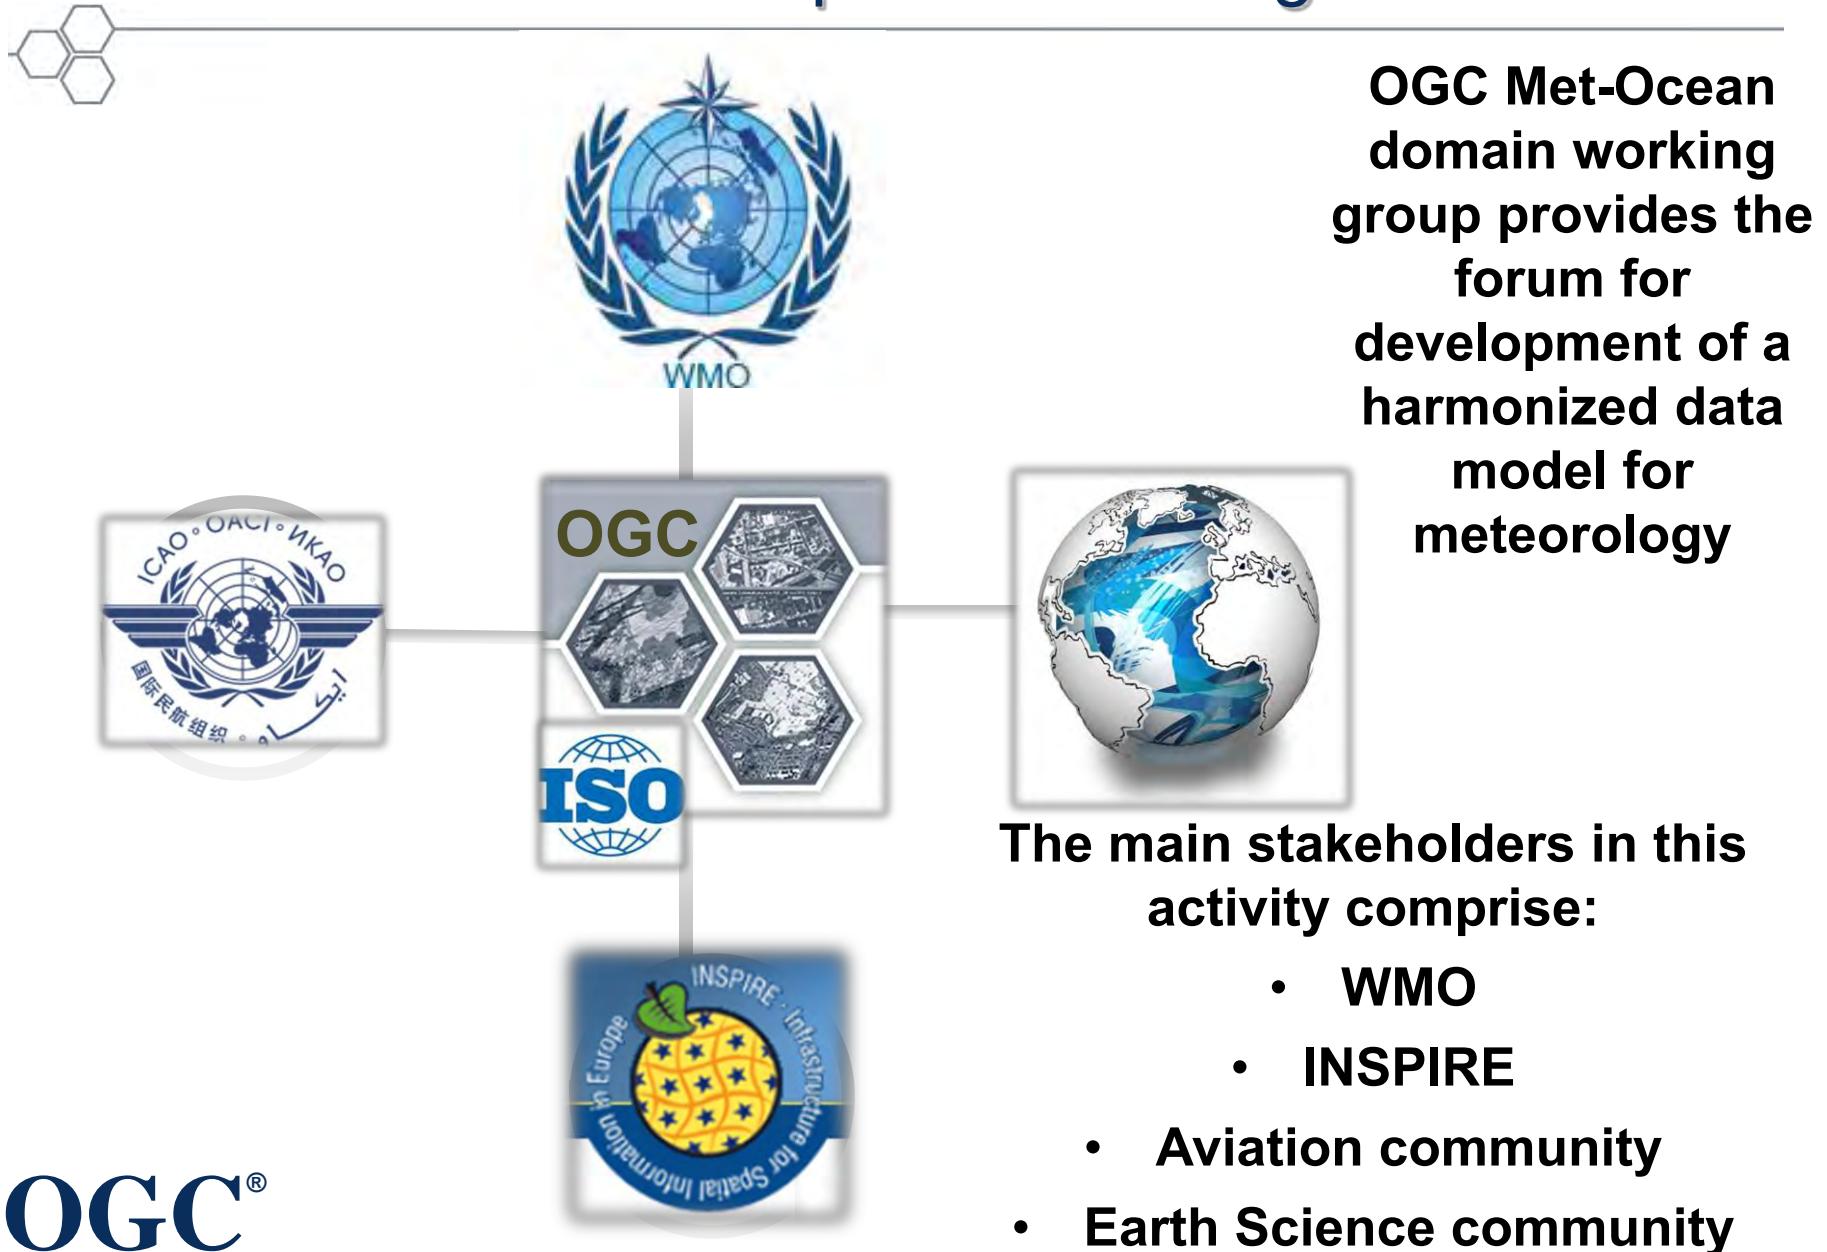 OGC Met-Ocean
domain working
group provides the
forum for
development of a
harmonized data
model for
meteorology
WMO
OGC
ICAO ◦ OACI ◦ ИКАО
国际民航组织 ◦ ايكاو
ISO
The main stakeholders in this
activity comprise:
• WMO
• INSPIRE
• Aviation community
• Earth Science community
INSPIRE - Infrastructure for Spatial Information in Europe
OGC®